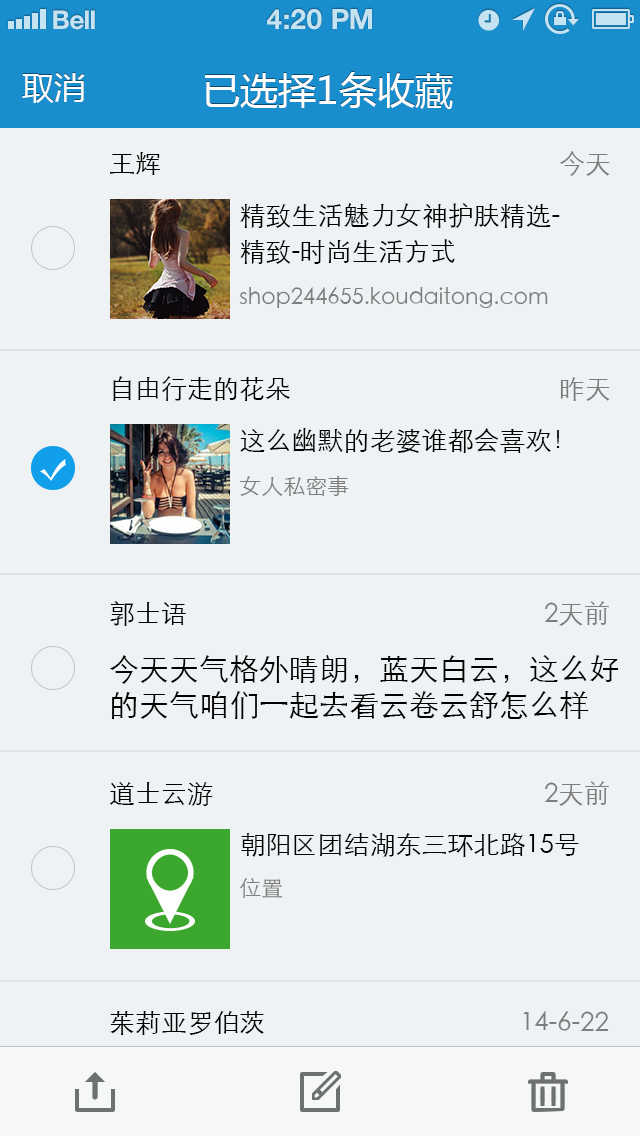 Bell 4:20 PM
取消 已选择1条收藏
王辉 今天
精致生活魅力女神护肤精选-
精致-时尚生活方式
shop244655.koudaitong.com
自由行走的花朵 昨天
这么幽默的老婆谁都会喜欢!
女人私密事
郭士语 2天前
今天天气格外晴朗，蓝天白云，这么好
的天气咱们一起去看云卷云舒怎么样
道士云游 2天前
朝阳区团结湖东三环北路15号
位置
茱莉亚罗伯茨 14-6-22